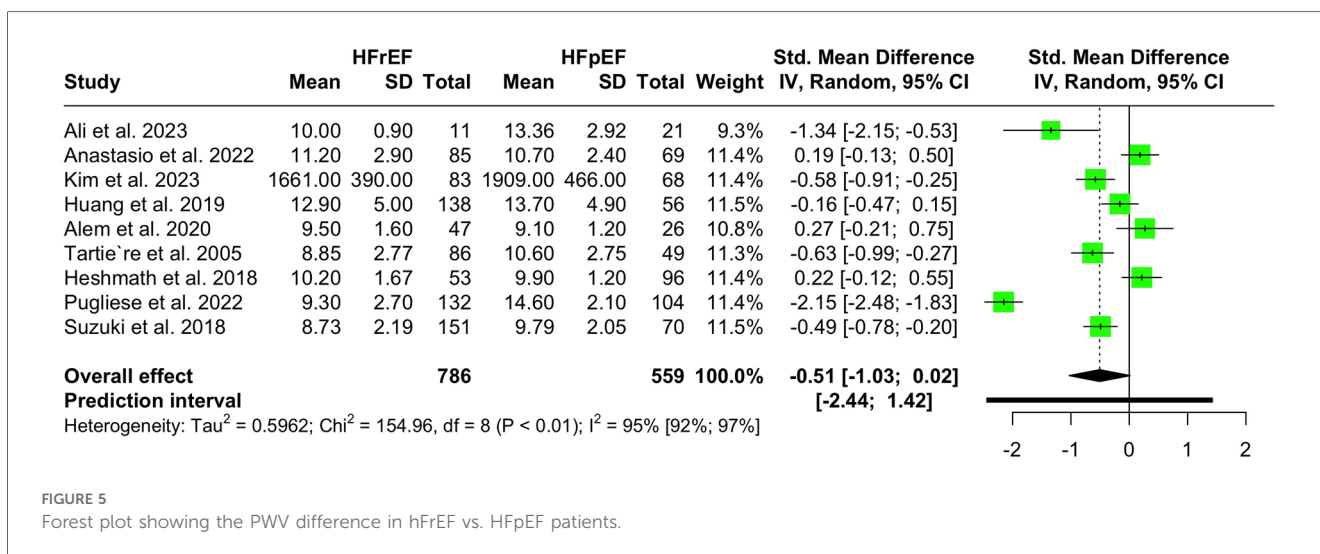 HFrEF HFpEF Std. Mean Difference Std. Mean Difference
Study Mean SD Total Mean SD Total Weight IV, Random, 95% CI IV, Random, 95% CI
Ali et al. 2023 10.00 0.90 11 13.36 2.92 21 9.3% -1.34 [-2.15; -0.53]
Anastasio et al. 2022 11.20 2.90 85 10.70 2.40 69 11.4% 0.19 [-0.13; 0.50]
Kim et al. 2023 1661.00 390.00 83 1909.00 466.00 68 11.4% -0.58 [-0.91; -0.25]
Huang et al. 2019 12.90 5.00 138 13.70 4.90 56 11.5% -0.16 [-0.47; 0.15]
Alem et al. 2020 9.50 1.60 47 9.10 1.20 26 10.8% 0.27 [-0.21; 0.75]
Tartie`re et al. 2005 8.85 2.77 86 10.60 2.75 49 11.3% -0.63 [-0.99; -0.27]
Heshmath et al. 2018 10.20 1.67 53 9.90 1.20 96 11.4% 0.22 [-0.12; 0.55]
Pugliese et al. 2022 9.30 2.70 132 14.60 2.10 104 11.4% -2.15 [-2.48; -1.83]
Suzuki et al. 2018 8.73 2.19 151 9.79 2.05 70 11.5% -0.49 [-0.78; -0.20]
Overall effect 786 559 100.0% -0.51 [-1.03; 0.02]
Prediction interval [-2.44; 1.42]
Heterogeneity: Tau² = 0.5962; Chi² = 154.96, df = 8 (P < 0.01); I² = 95% [92%; 97%]
-2 -1 0 1 2
FIGURE 5
Forest plot showing the PWV difference in hFrEF vs. HFpEF patients.